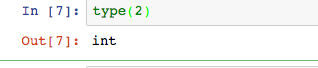 In [7]: type(2)
Out[7]: int